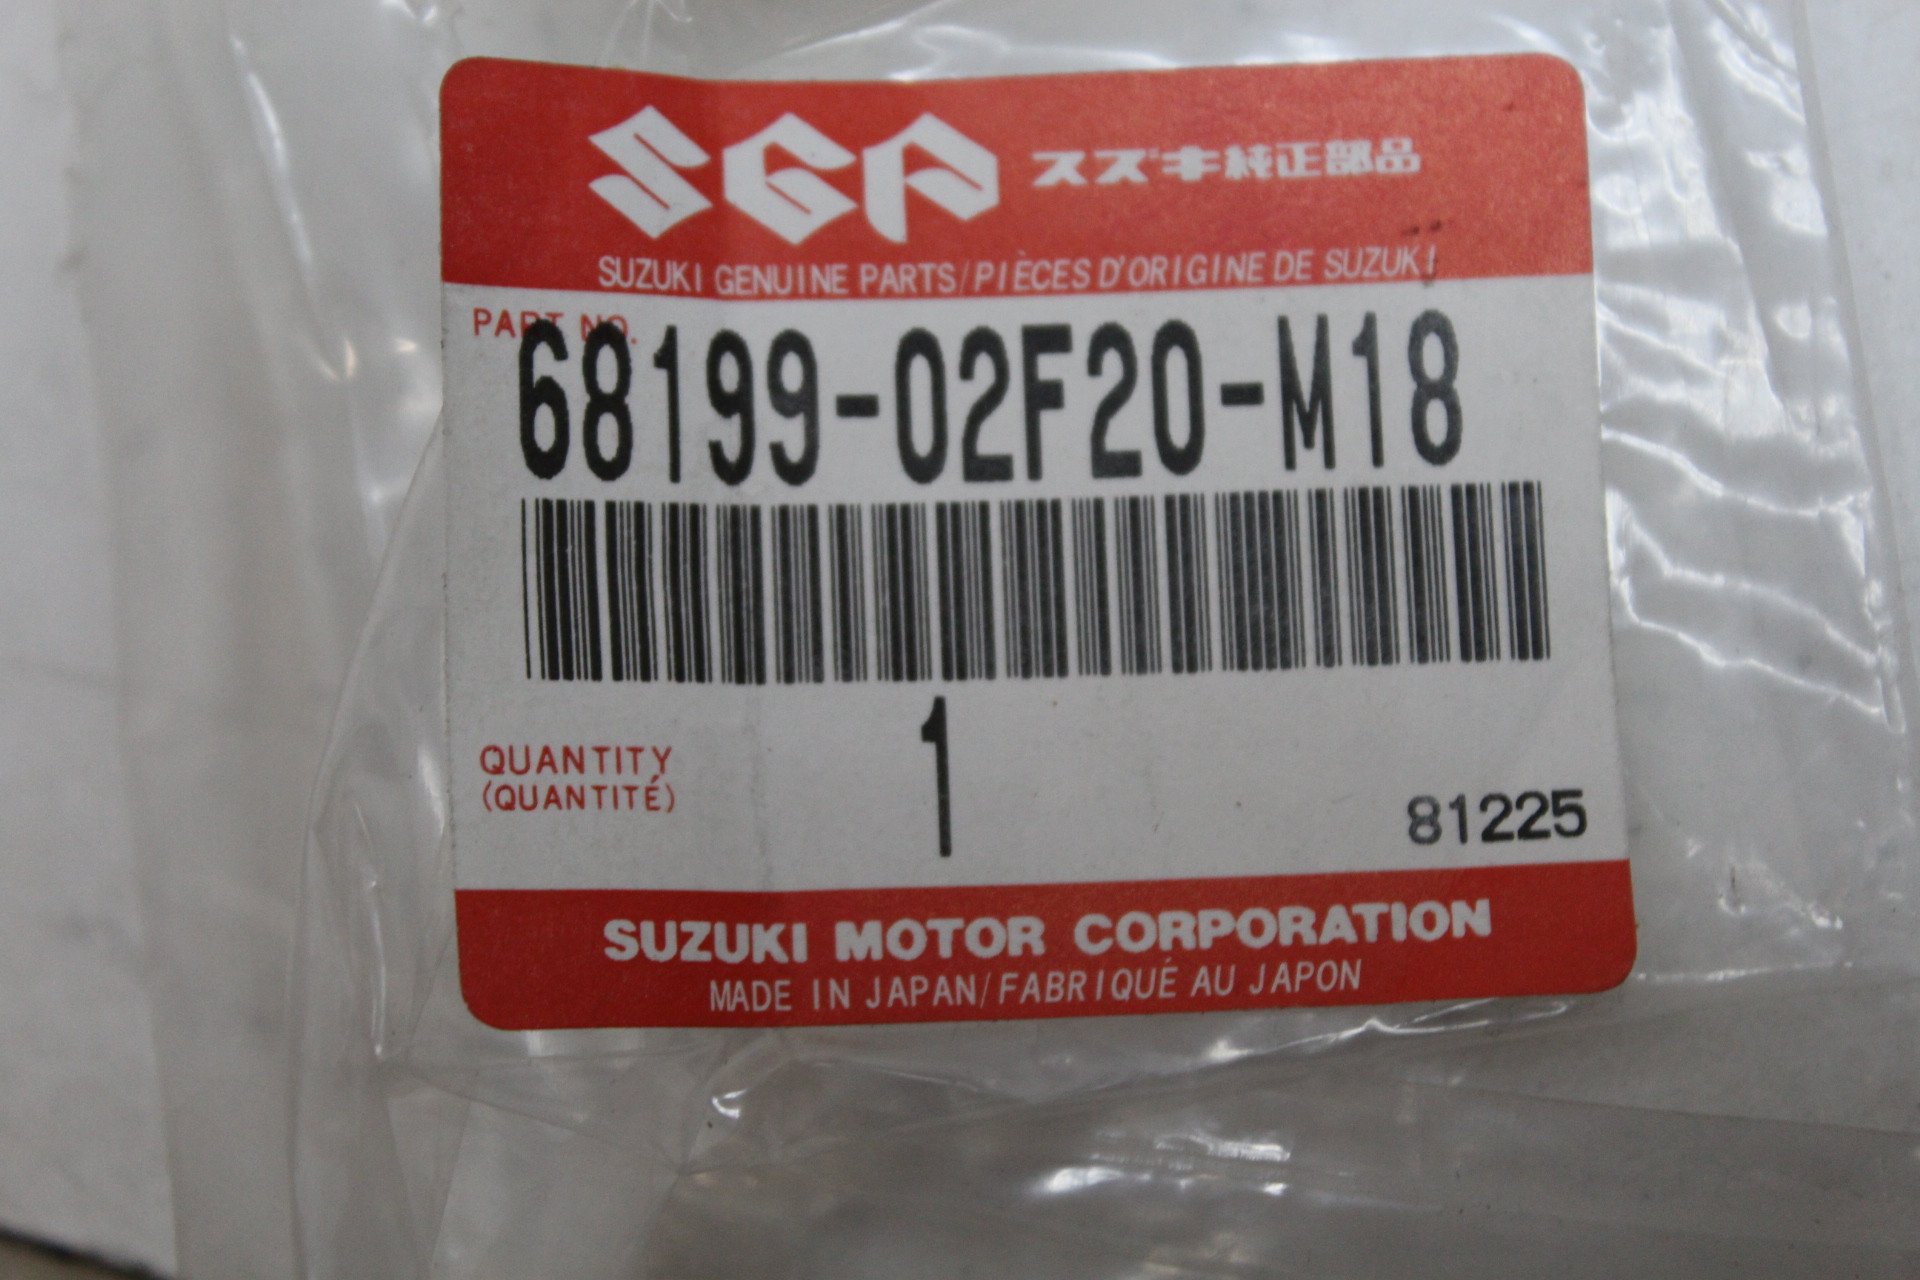 SGP スズキ純正部品
SUZUKI GENUINE PARTS/PIÈCES D'ORIGINE DE SUZUKI
PART NO.
68199-02F20-M18
QUANTITY
(QUANTITÉ)
1
81225
SUZUKI MOTOR CORPORATION
MADE IN JAPAN/FABRIQUÉ AU JAPON